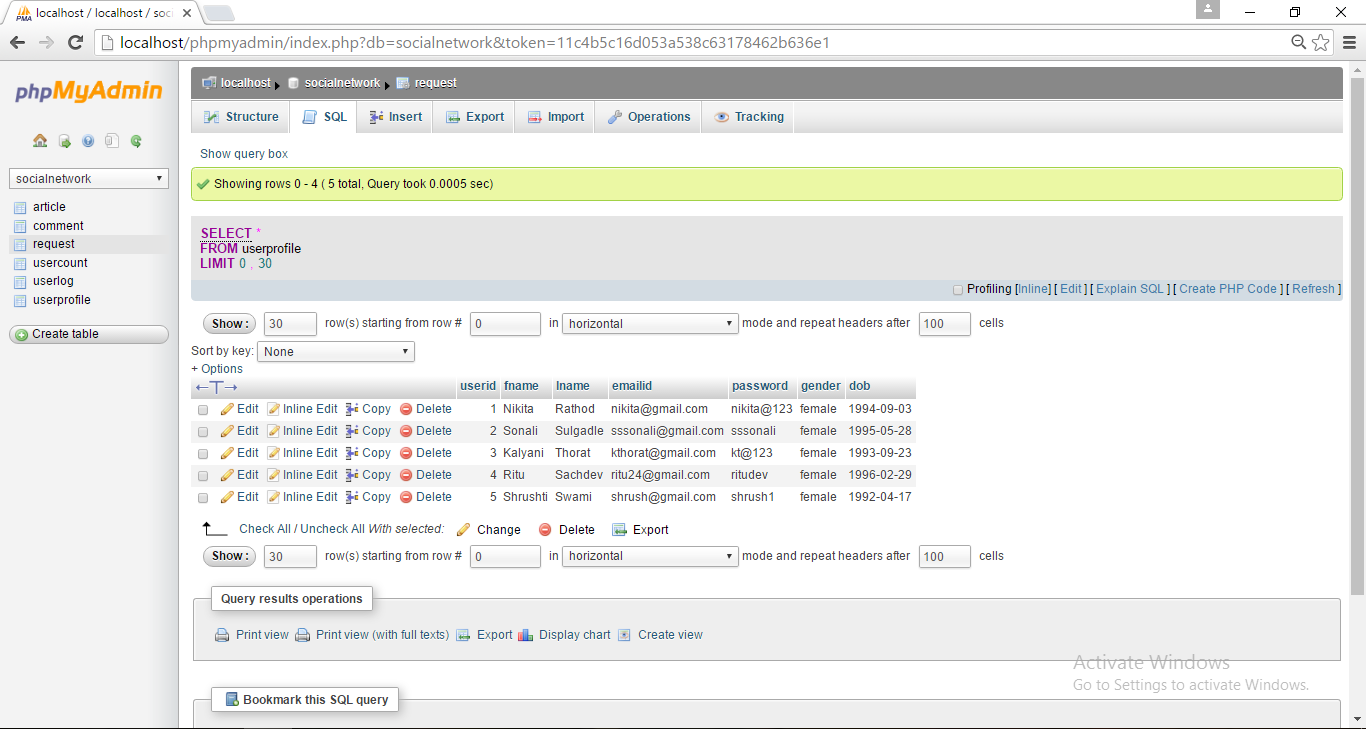 localhost / localhost / soc
localhost/phpmyadmin/index.php?db=socialnetwork&token=11c4b5c16d053a538c63178462b636e1
phpMyAdmin
socialnetwork
article
comment
request
usercount
userlog
userprofile
Create table
localhost socialnetwork request
Structure SQL Insert Export Import Operations Tracking
Show query box
Showing rows 0 - 4 ( 5 total, Query took 0.0005 sec)
SELECT *
FROM userprofile
LIMIT 0 , 30
Profiling [Inline] [ Edit ] [ Explain SQL ] [ Create PHP Code ] [ Refresh ]
Show : 30 row(s) starting from row # 0 in horizontal mode and repeat headers after 100 cells
Sort by key: None
+ Options
←T→ userid fname lname emailid password gender dob
Edit Inline Edit Copy Delete 1 Nikita Rathod nikita@gmail.com nikita@123 female 1994-09-03
Edit Inline Edit Copy Delete 2 Sonali Sulgadle sssonali@gmail.com sssonali female 1995-05-28
Edit Inline Edit Copy Delete 3 Kalyani Thorat kthorat@gmail.com kt@123 female 1993-09-23
Edit Inline Edit Copy Delete 4 Ritu Sachdev ritu24@gmail.com ritudev female 1996-02-29
Edit Inline Edit Copy Delete 5 Shrushti Swami shrush@gmail.com shrush1 female 1992-04-17
Check All / Uncheck All With selected: Change Delete Export
Show : 30 row(s) starting from row # 0 in horizontal mode and repeat headers after 100 cells
Query results operations
Print view Print view (with full texts) Export Display chart Create view
Activate Windows
Go to Settings to activate Windows.
Bookmark this SQL query